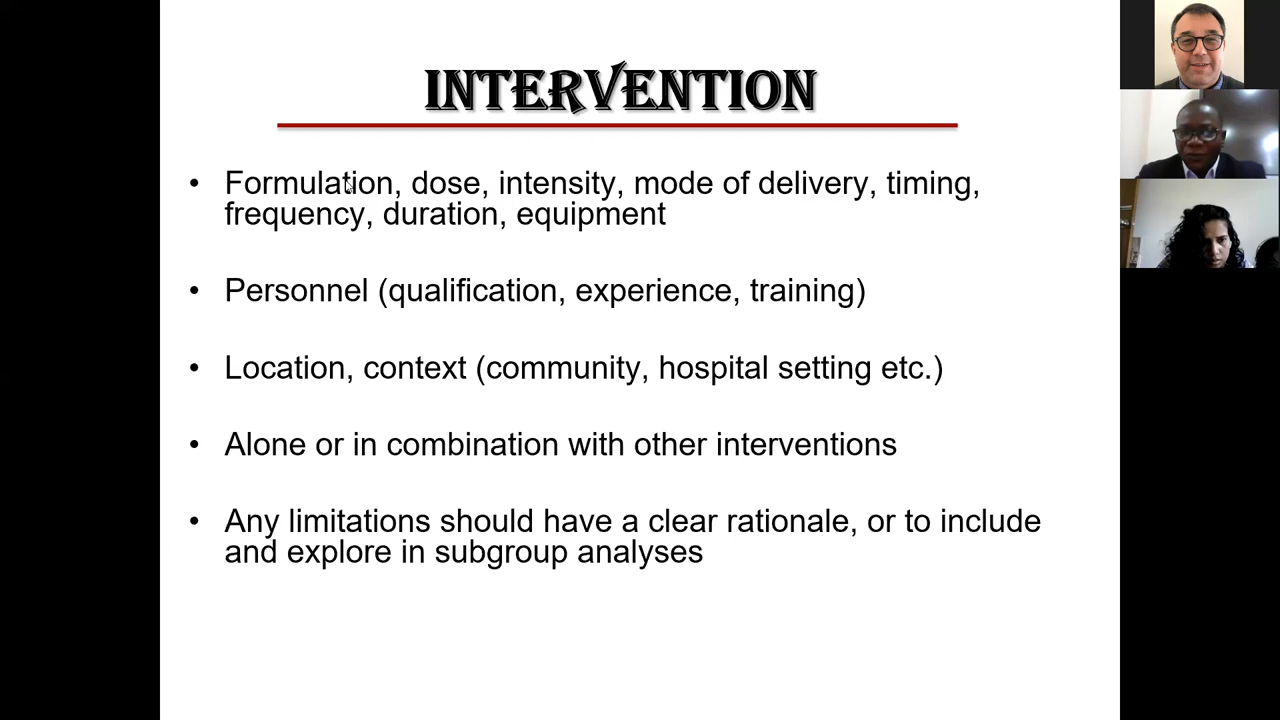 INTERVENTION
• Formulation, dose, intensity, mode of delivery, timing,
frequency, duration, equipment
• Personnel (qualification, experience, training)
• Location, context (community, hospital setting etc.)
• Alone or in combination with other interventions
• Any limitations should have a clear rationale, or to include
and explore in subgroup analyses